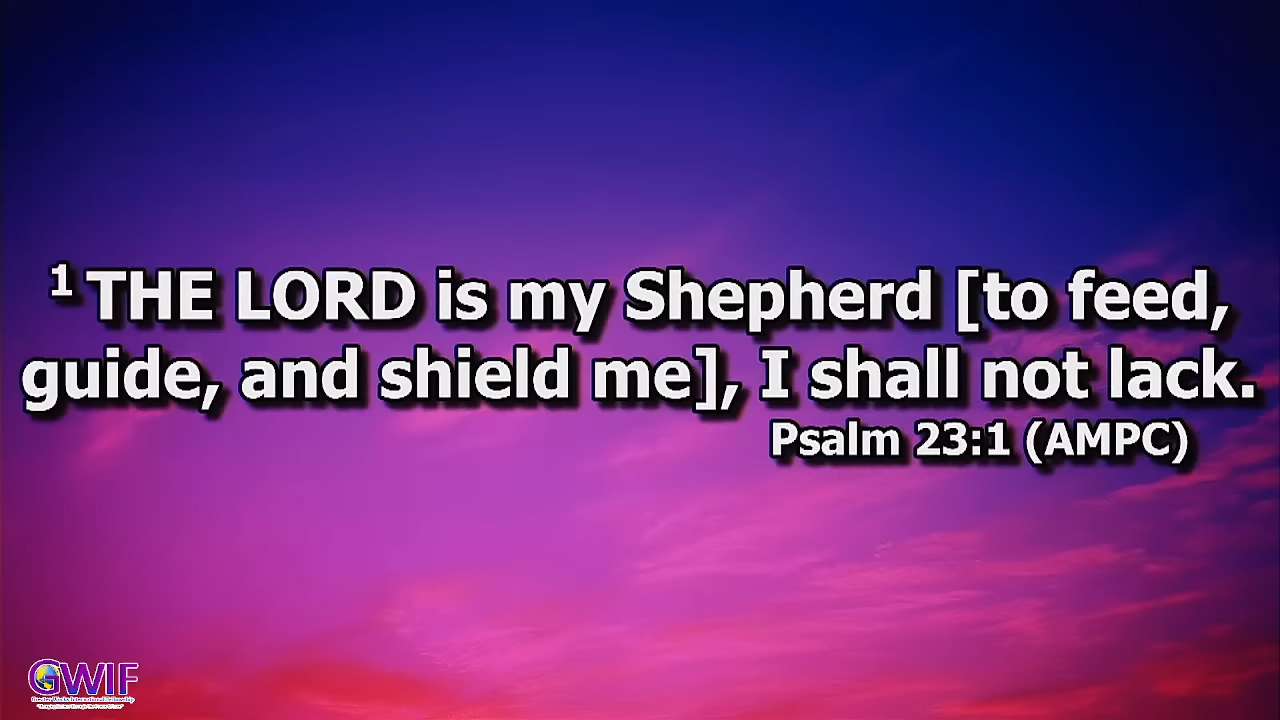 1 THE LORD is my Shepherd [to feed,
guide, and shield me], I shall not lack.
Psalm 23:1 (AMPC)
GWIF